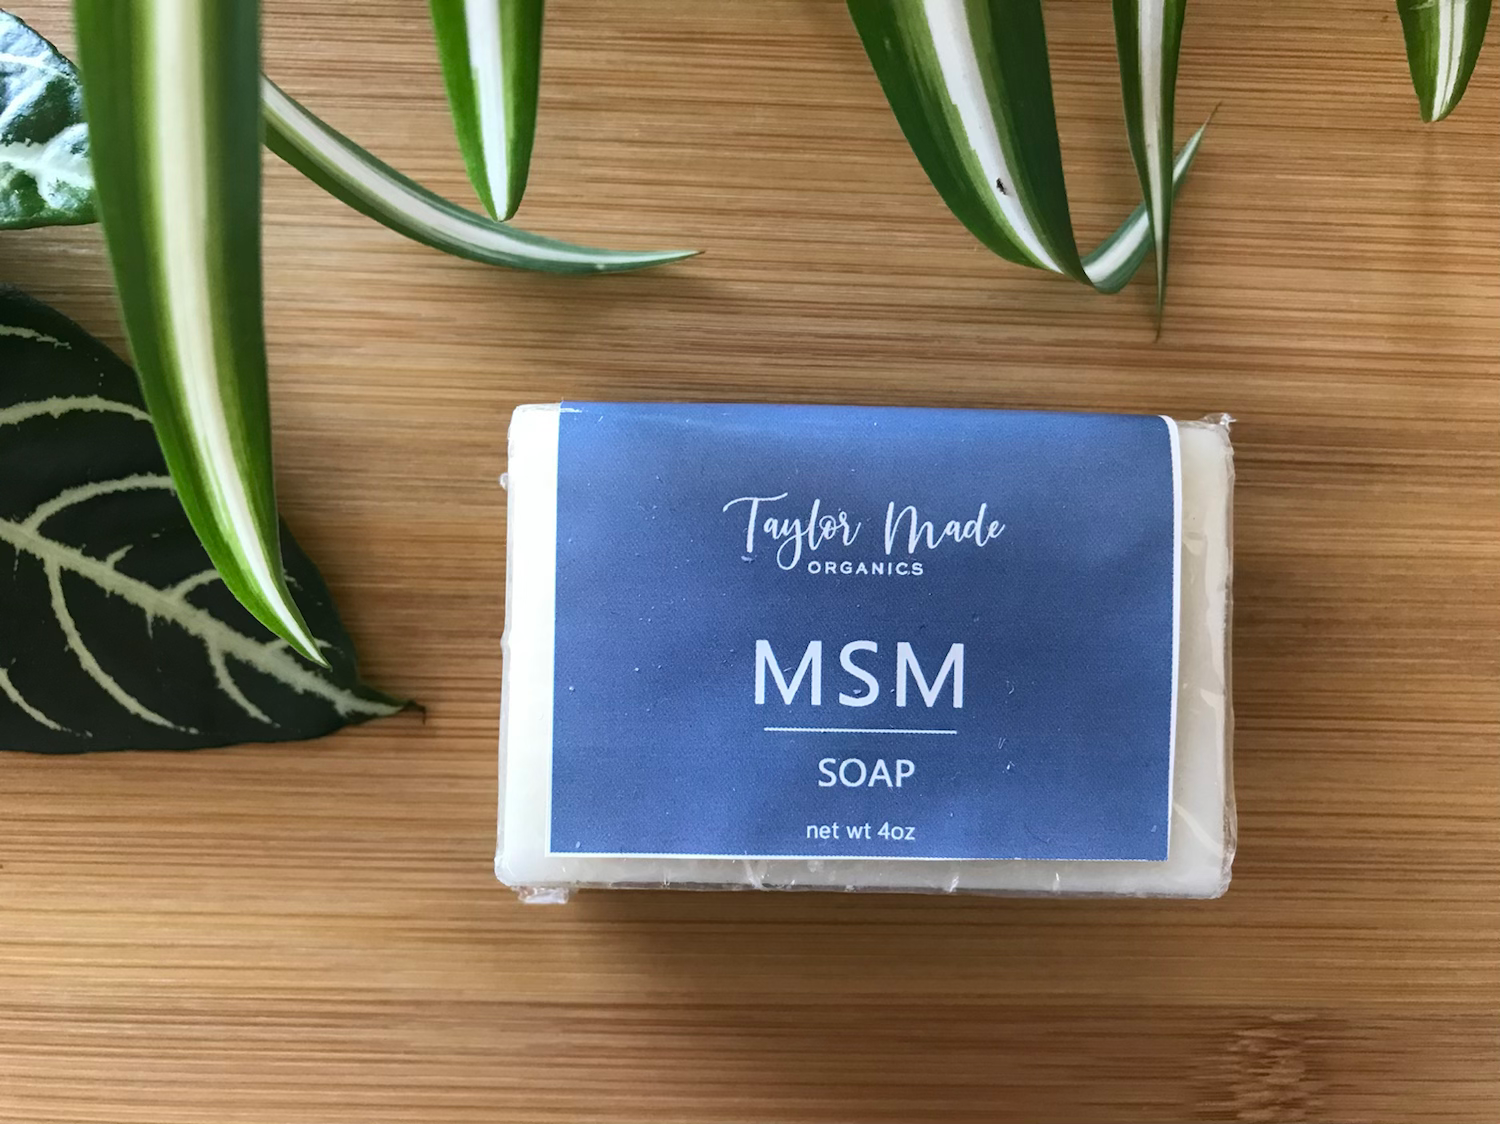 Taylor Made
ORGANICS
MSM
SOAP
net wt 4oz